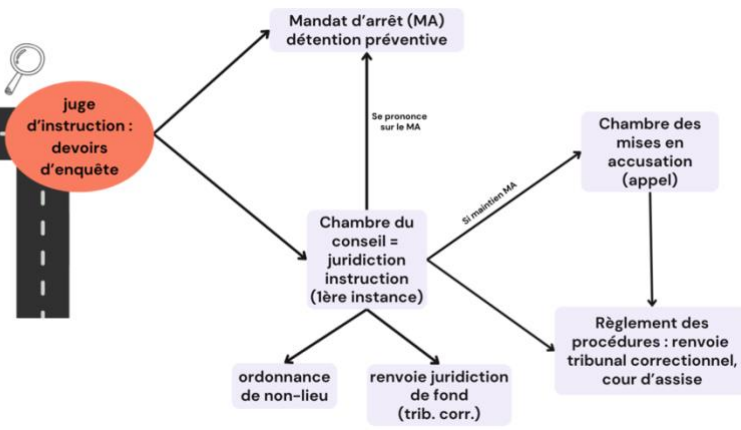 Mandat d'arrêt (MA)
détention préventive
juge
d'instruction :
devoirs
d'enquête
Se prononce
sur le MA
Chambre des
mises en
accusation
(appel)
Si maintien MA
Chambre du
conseil =
juridiction
instruction
(1ère instance)
Règlement des
procédures : renvoie
tribunal correctionnel,
cour d'assise
ordonnance
de non-lieu
renvoie juridiction
de fond
(trib. corr.)